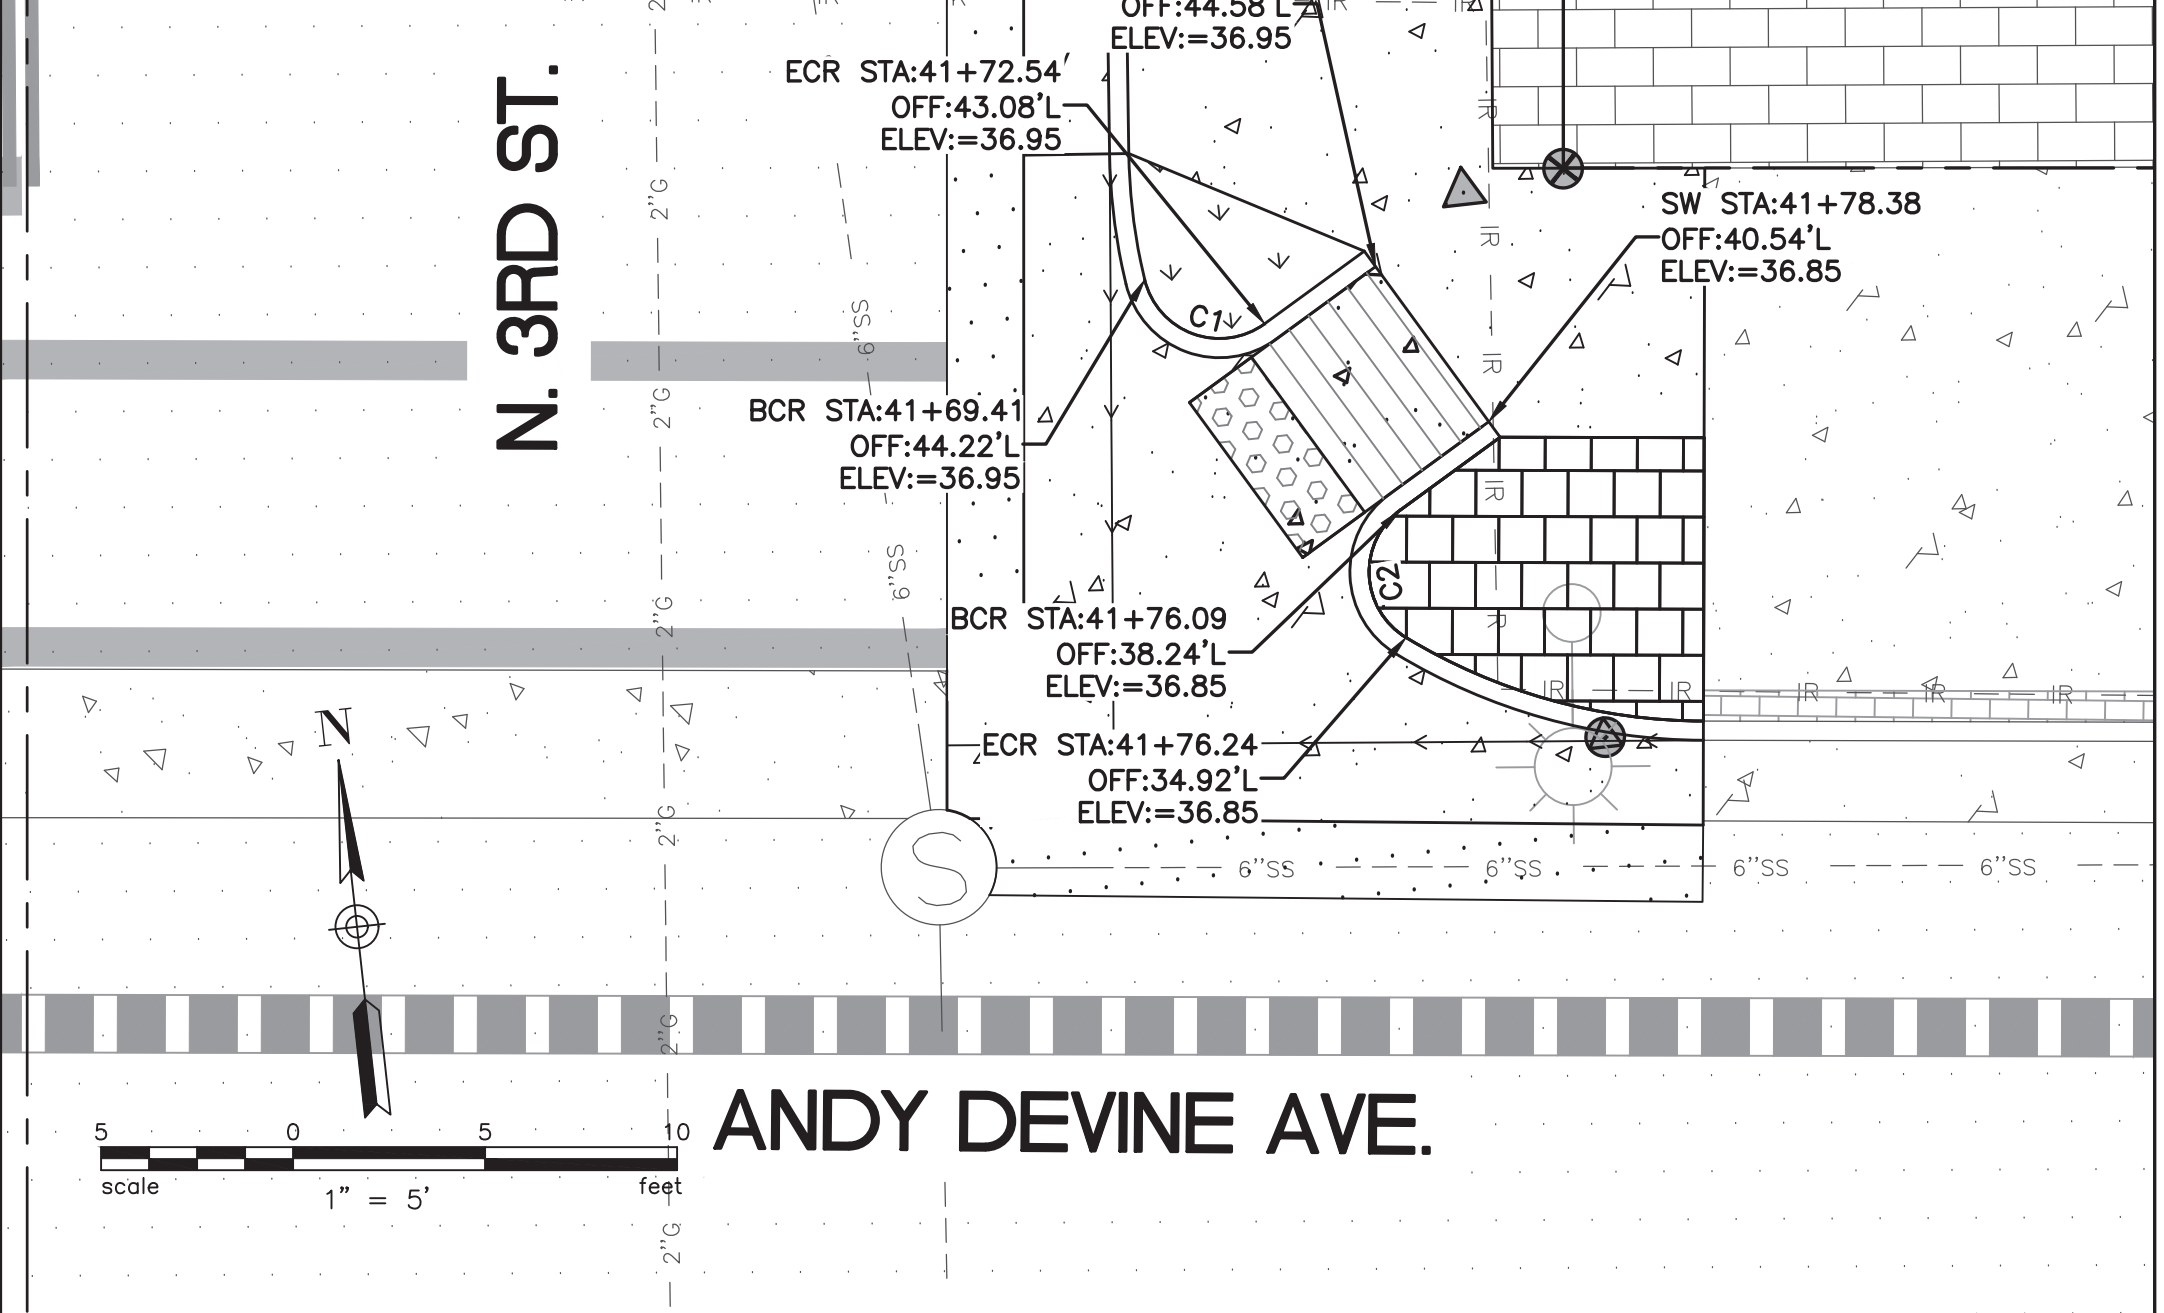 OFF:44.58'L
ELEV:=36.95
ECR STA:41+72.54'
OFF:43.08'L
ELEV:=36.95
SW STA:41+78.38
OFF:40.54'L
ELEV:=36.85
N. 3RD ST.
C1
BCR STA:41+69.41
OFF:44.22'L
ELEV:=36.95
C2
BCR STA:41+76.09
OFF:38.24'L
ELEV:=36.85
ECR STA:41+76.24
OFF:34.92'L
ELEV:=36.85
2"G
2"G
2"G
2"G
2"G
2"G
6"SS
6"SS
IR
IR
IR
IR
IR
IR
IR
IR
IR
IR
IR
N
S
6"SS
6"SS
6"SS
6"SS
ANDY DEVINE AVE.
5 0 5 10
scale feet
1" = 5'